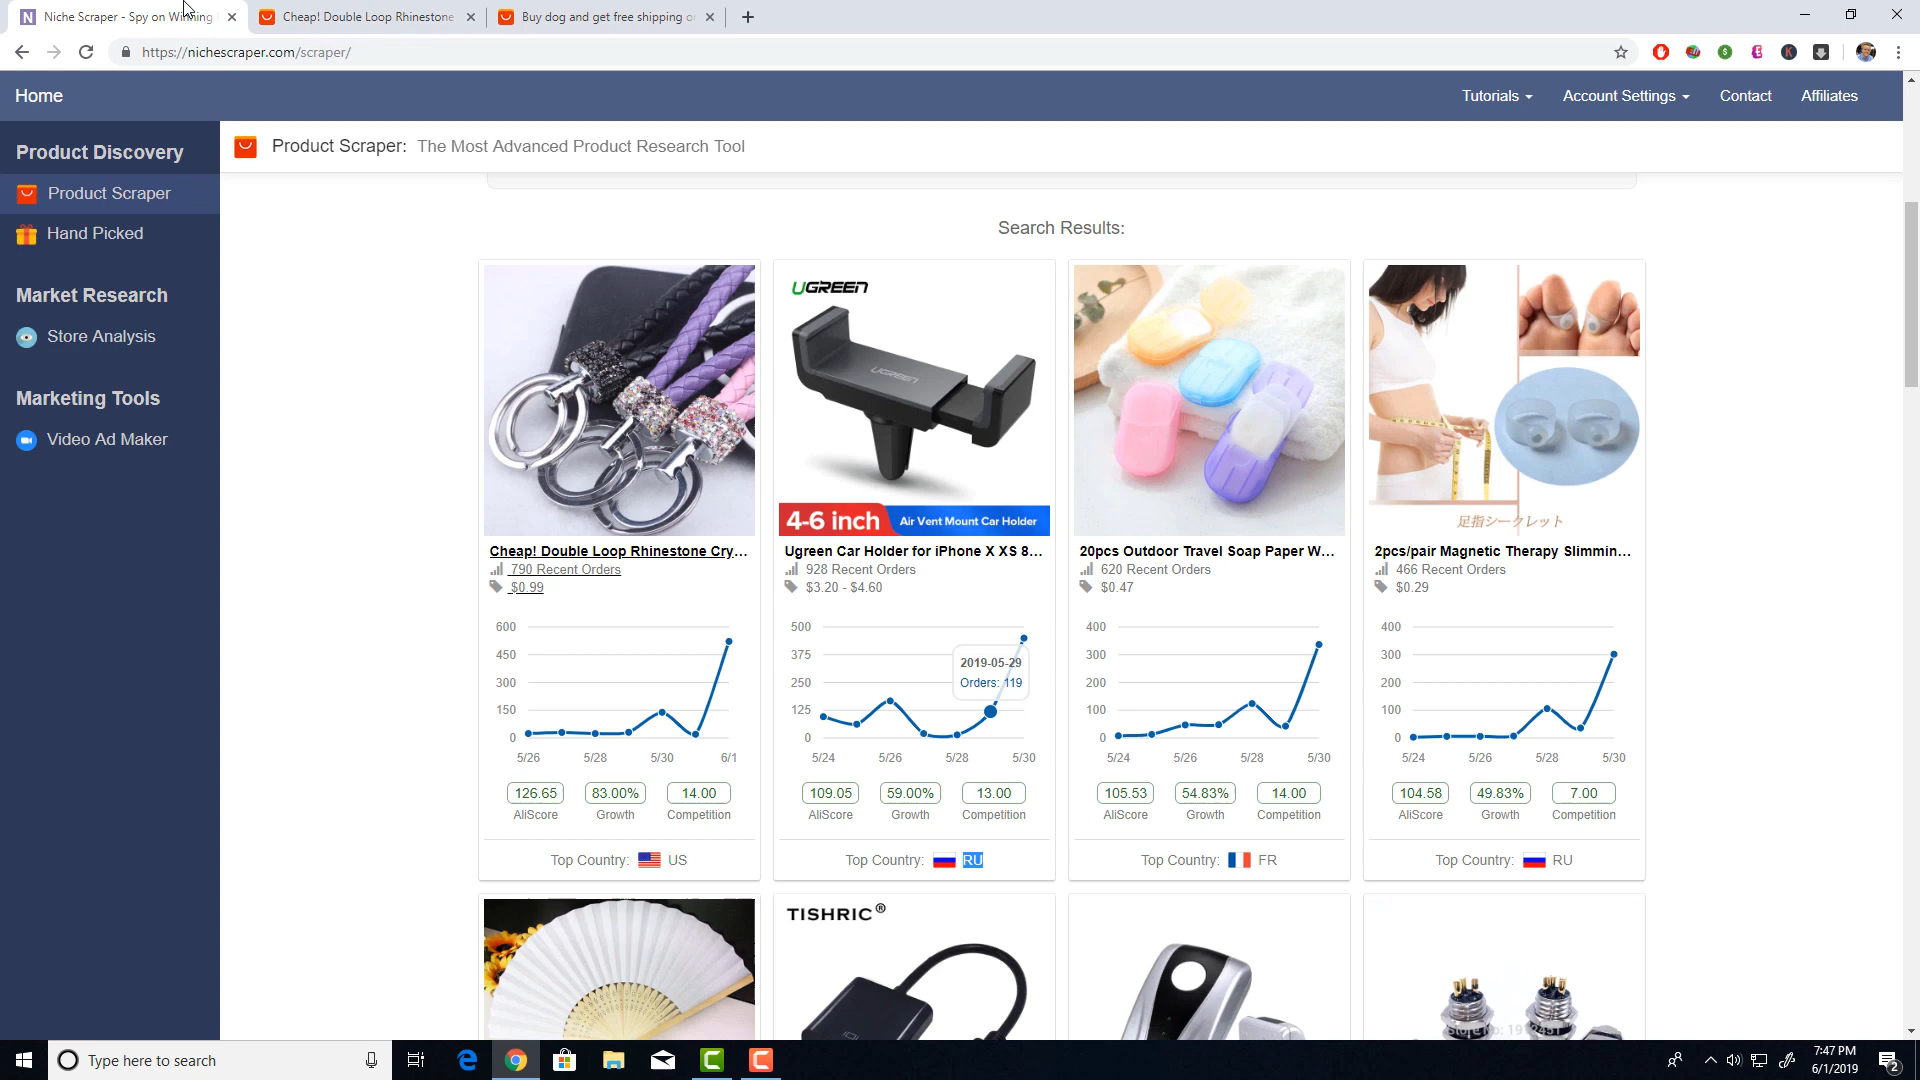 Niche Scraper - Spy on Winning
Cheap! Double Loop Rhinestone
Buy dog and get free shipping on
https://nichescraper.com/scraper/
Home
Tutorials
Account Settings
Contact
Affiliates
Product Discovery
Product Scraper
Hand Picked
Market Research
Store Analysis
Marketing Tools
Video Ad Maker
Product Scraper: The Most Advanced Product Research Tool
Search Results:
Cheap! Double Loop Rhinestone Cry...
790 Recent Orders
$0.99
600
450
300
150
0
5/26 5/28 5/30 6/1
126.65 83.00% 14.00
AliScore Growth Competition
Top Country: US
UGREEN
UGREEN
4-6 inch Air Vent Mount Car Holder
Ugreen Car Holder for iPhone X XS 8...
928 Recent Orders
$3.20 - $4.60
500
375
250
125
0
2019-05-29
Orders: 119
5/24 5/26 5/28 5/30
109.05 59.00% 13.00
AliScore Growth Competition
Top Country: RU
20pcs Outdoor Travel Soap Paper W...
620 Recent Orders
$0.47
400
300
200
100
0
5/24 5/26 5/28 5/30
105.53 54.83% 14.00
AliScore Growth Competition
Top Country: FR
足指シークレット
2pcs/pair Magnetic Therapy Slimmin...
466 Recent Orders
$0.29
400
300
200
100
0
5/24 5/26 5/28 5/30
104.58 49.83% 7.00
AliScore Growth Competition
Top Country: RU
TISHRIC®
Type here to search
7:47 PM
6/1/2019
2